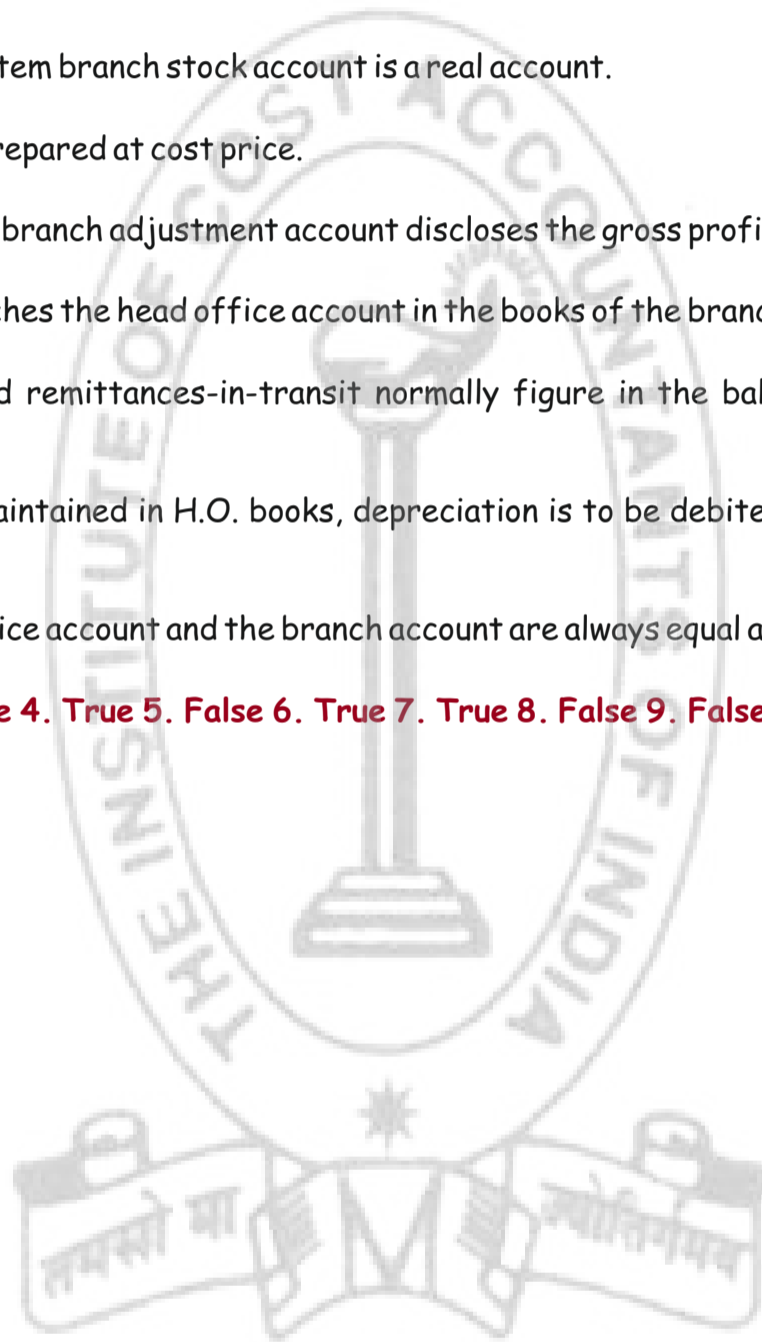 tem branch stock account is a real account.
repared at cost price.
branch adjustment account discloses the gross profi
hes the head office account in the books of the branc
d remittances-in-transit normally figure in the bal
aintained in H.O. books, depreciation is to be debite
ice account and the branch account are always equal a
e 4. True 5. False 6. True 7. True 8. False 9. False
THE INSTITUTE OF COST ACCOUNTANTS OF INDIA
तमसो मा ज्योतिर्गमय